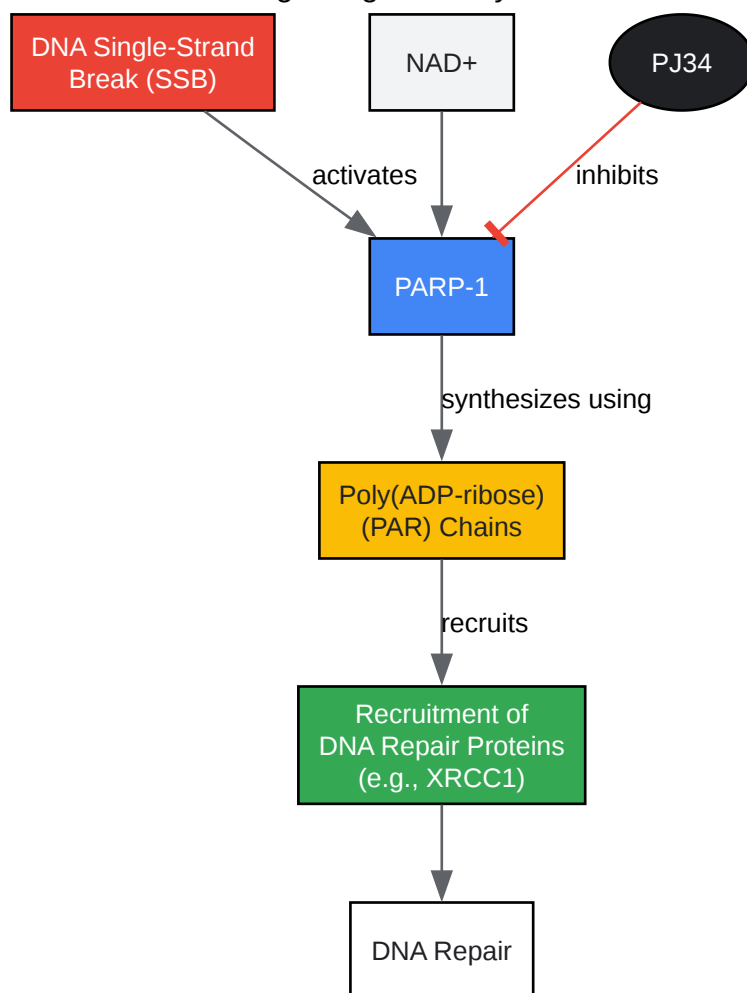 DNA Single-Strand
Break (SSB)
NAD+
PJ34
activates
inhibits
PARP-1
synthesizes using
Poly(ADP-ribose)
(PAR) Chains
recruits
Recruitment of
DNA Repair Proteins
(e.g., XRCC1)
DNA Repair